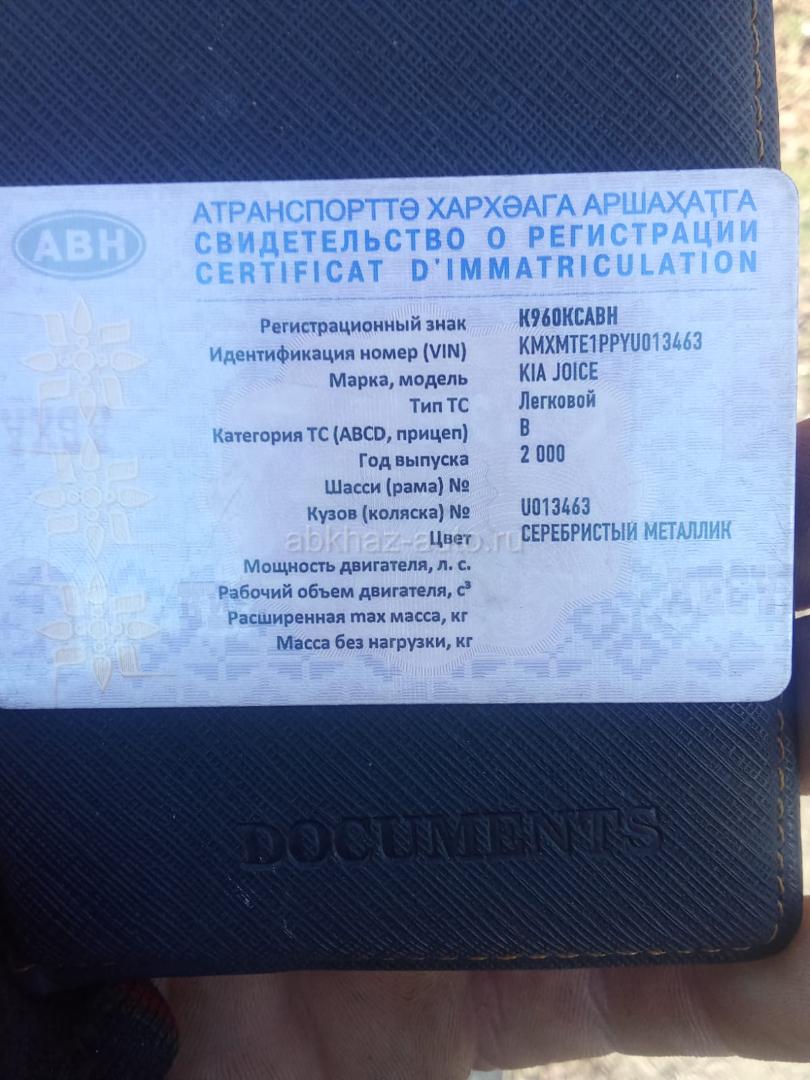 АВН
АТРАНСПОРТТӘ ХАРХӘАГА АРШАҲАҬГА
СВИДЕТЕЛЬСТВО О РЕГИСТРАЦИИ
CERTIFICAT D'IMMATRICULATION
Регистрационный знак К960КСАВН
Идентификация номер (VIN) KMXMTE1PPYU013463
Марка, модель KIA JOICE
Тип ТС Легковой
Категория ТС (ABCD, прицеп) B
Год выпуска 2 000
Шасси (рама) №
Кузов (коляска) № U013463
Цвет СЕРЕБРИСТЫЙ МЕТАЛЛИК
abkhaz-auto.ru
Мощность двигателя, л. с.
Рабочий объем двигателя, с³
Расширенная max масса, кг
Масса без нагрузки, кг
DOCUMENTS